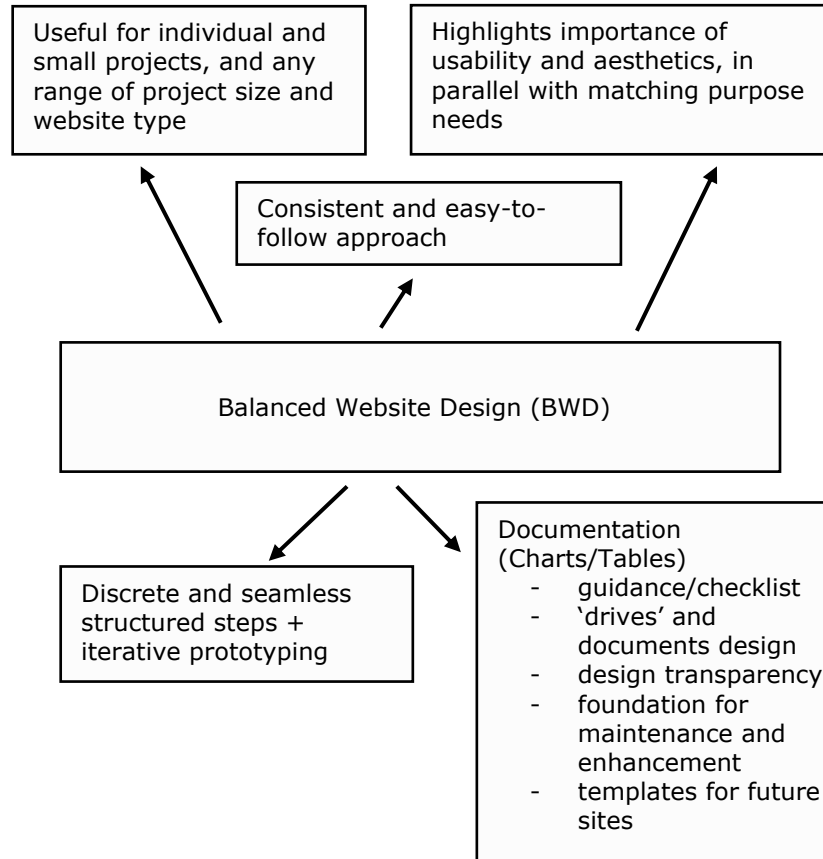 Useful for individual and
small projects, and any
range of project size and
website type
Highlights importance of
usability and aesthetics, in
parallel with matching purpose
needs
Consistent and easy-to-
follow approach
Balanced Website Design (BWD)
Discrete and seamless
structured steps +
iterative prototyping
Documentation
(Charts/Tables)
- guidance/checklist
- ‘drives’ and
documents design
- design transparency
- foundation for
maintenance and
enhancement
- templates for future
sites